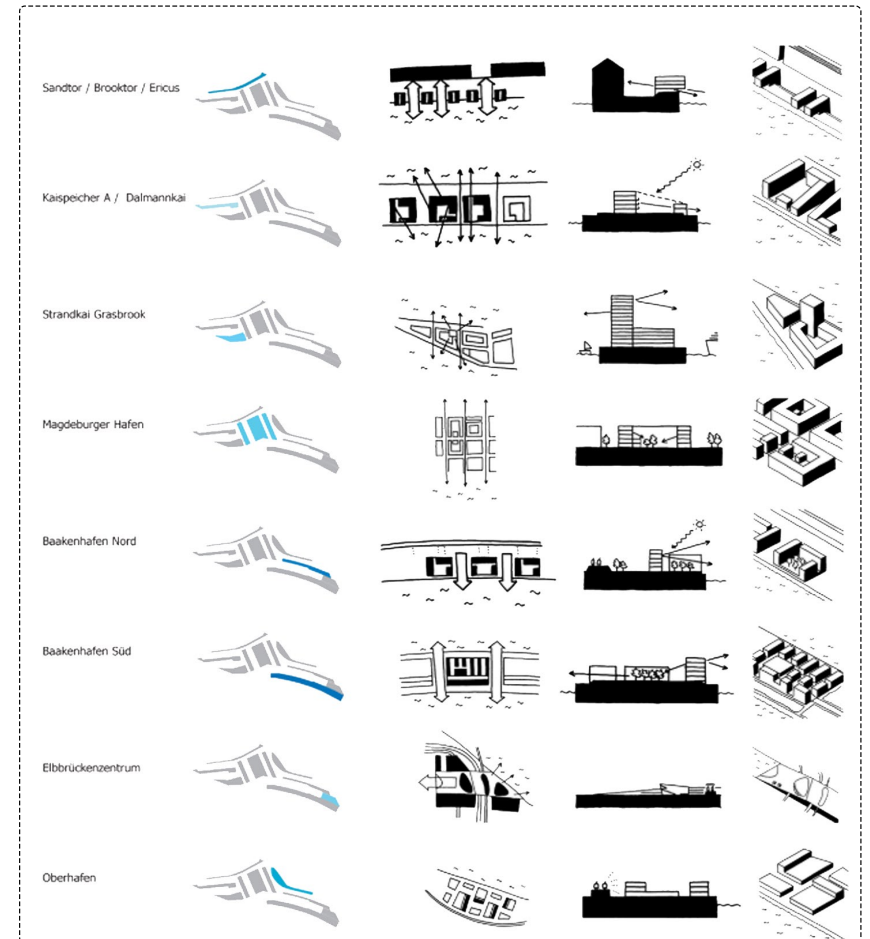 Sandtor / Brooktor / Ericus
Kaispeicher A / Dalmannkai
Strandkai Grasbrook
Magdeburger Hafen
Baakenhafen Nord
Baakenhafen Süd
Elbbrückenzentrum
Oberhafen